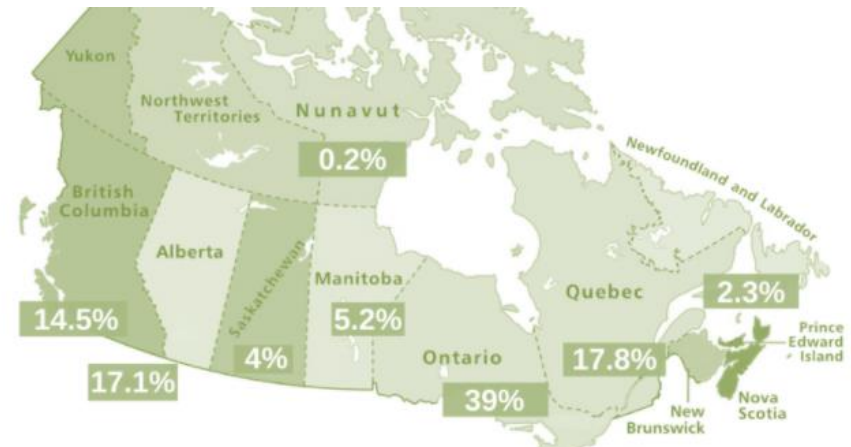 Yukon
Northwest
Territories
Nunavut
0.2%
British
Columbia
Alberta
Saskatchewan
Manitoba
Ontario
Quebec
Newfoundland and Labrador
14.5%
17.1%
4%
5.2%
39%
17.8%
2.3%
Prince
Edward
Island
Nova
Scotia
New
Brunswick